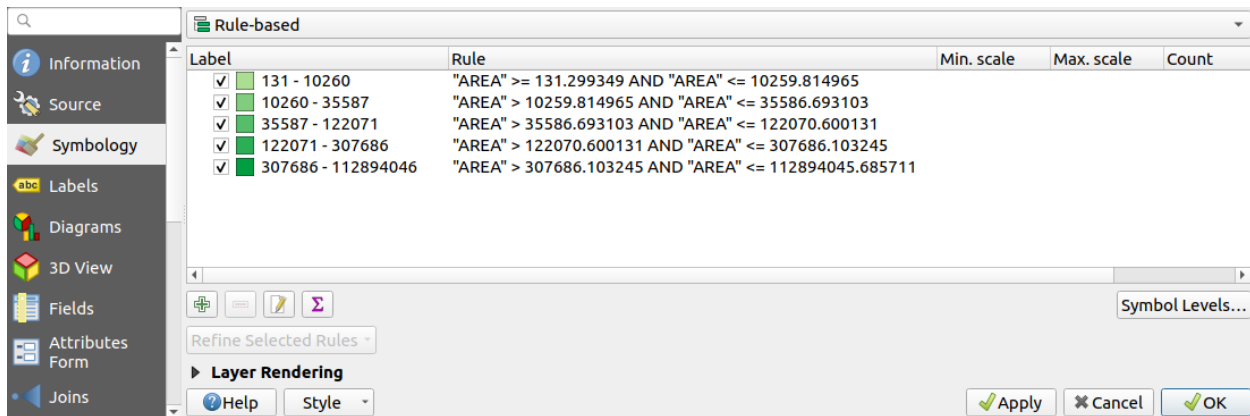 Rule-based
Information
Source
Symbology
Labels
Diagrams
3D View
Fields
Attributes
Form
Joins
abc
Label Rule Min. scale Max. scale Count
131 - 10260 "AREA" >= 131.299349 AND "AREA" <= 10259.814965
10260 - 35587 "AREA" > 10259.814965 AND "AREA" <= 35586.693103
35587 - 122071 "AREA" > 35586.693103 AND "AREA" <= 122070.600131
122071 - 307686 "AREA" > 122070.600131 AND "AREA" <= 307686.103245
307686 - 112894046 "AREA" > 307686.103245 AND "AREA" <= 112894045.685711
Σ
Symbol Levels...
Refine Selected Rules
Layer Rendering
Help Style Apply Cancel OK